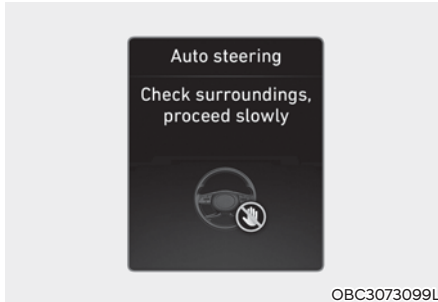 Auto steering
Check surroundings,
proceed slowly
OBC3073099L